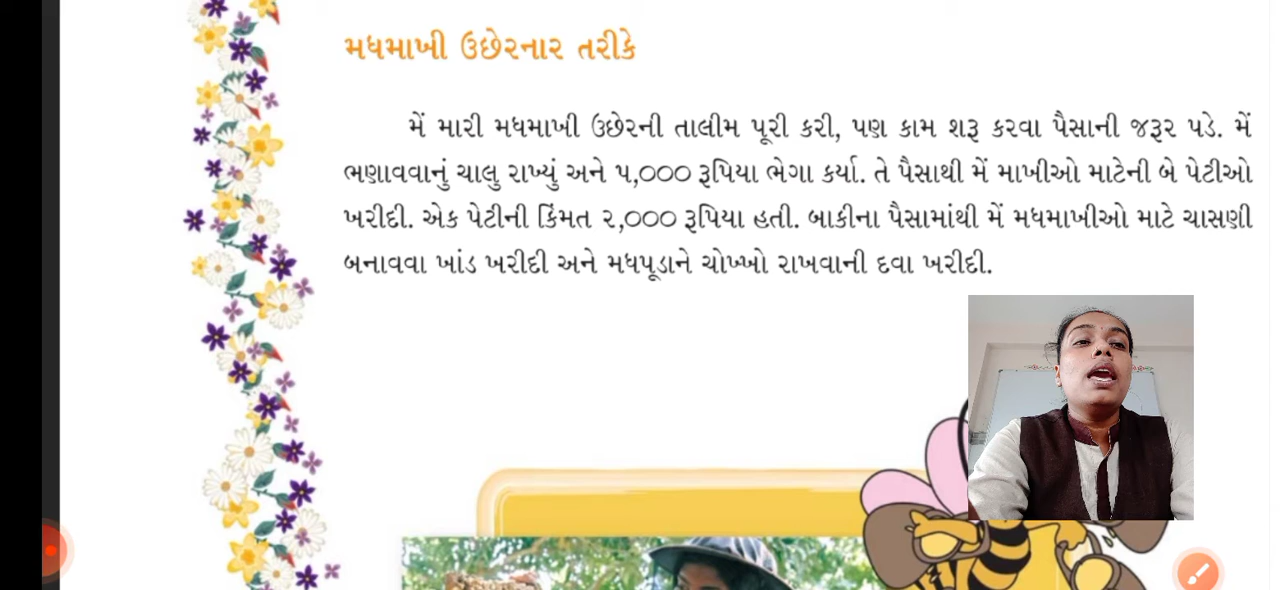 મધમાખી ઉછેરનાર તરીકે
મેં મારી મધમાખી ઉછેરની તાલીમ પૂરી કરી, પણ કામ શરૂ કરવા પૈસાની જરૂર પડે. મેં
ભણાવવાનું ચાલુ રાખ્યું અને ૫,૦૦૦ રૂપિયા ભેગા કર્યા. તે પૈસાથી મેં માખીઓ માટેની બે પેટીઓ
ખરીદી. એક પેટીની કિંમત ૨,૦૦૦ રૂપિયા હતી. બાકીના પૈસામાંથી મેં મધમાખીઓ માટે ચાસણી
બનાવવા ખાંડ ખરીદી અને મધપૂડાને ચોખ્ખો રાખવાની દવા ખરીદી.